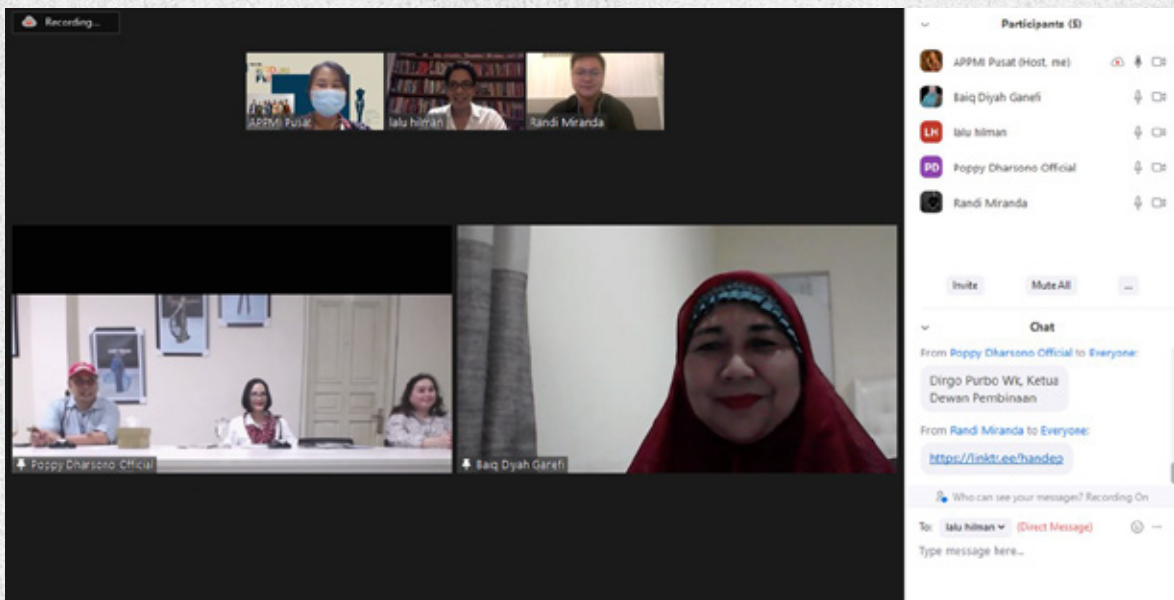 Recording...
APPMI Pusat
lalu hilman
Randi Miranda
Poppy Dharsono Official
Baiq Diyah Ganefi
Participants (5)
APPMI Pusat (Host, me)
Baiq Diyah Ganefi
lalu hilman
Poppy Dharsono Official
Randi Miranda
LH
PD
Invite
Mute All
...
Chat
From Poppy Dharsono Official to Everyone:
Dirgo Purbo Wk, Ketua
Dewan Pembinaan
From Randi Miranda to Everyone:
https://linktr.ee/handep
Who can see your messages? Recording On
To: lalu hilman (Direct Message)
Type message here...